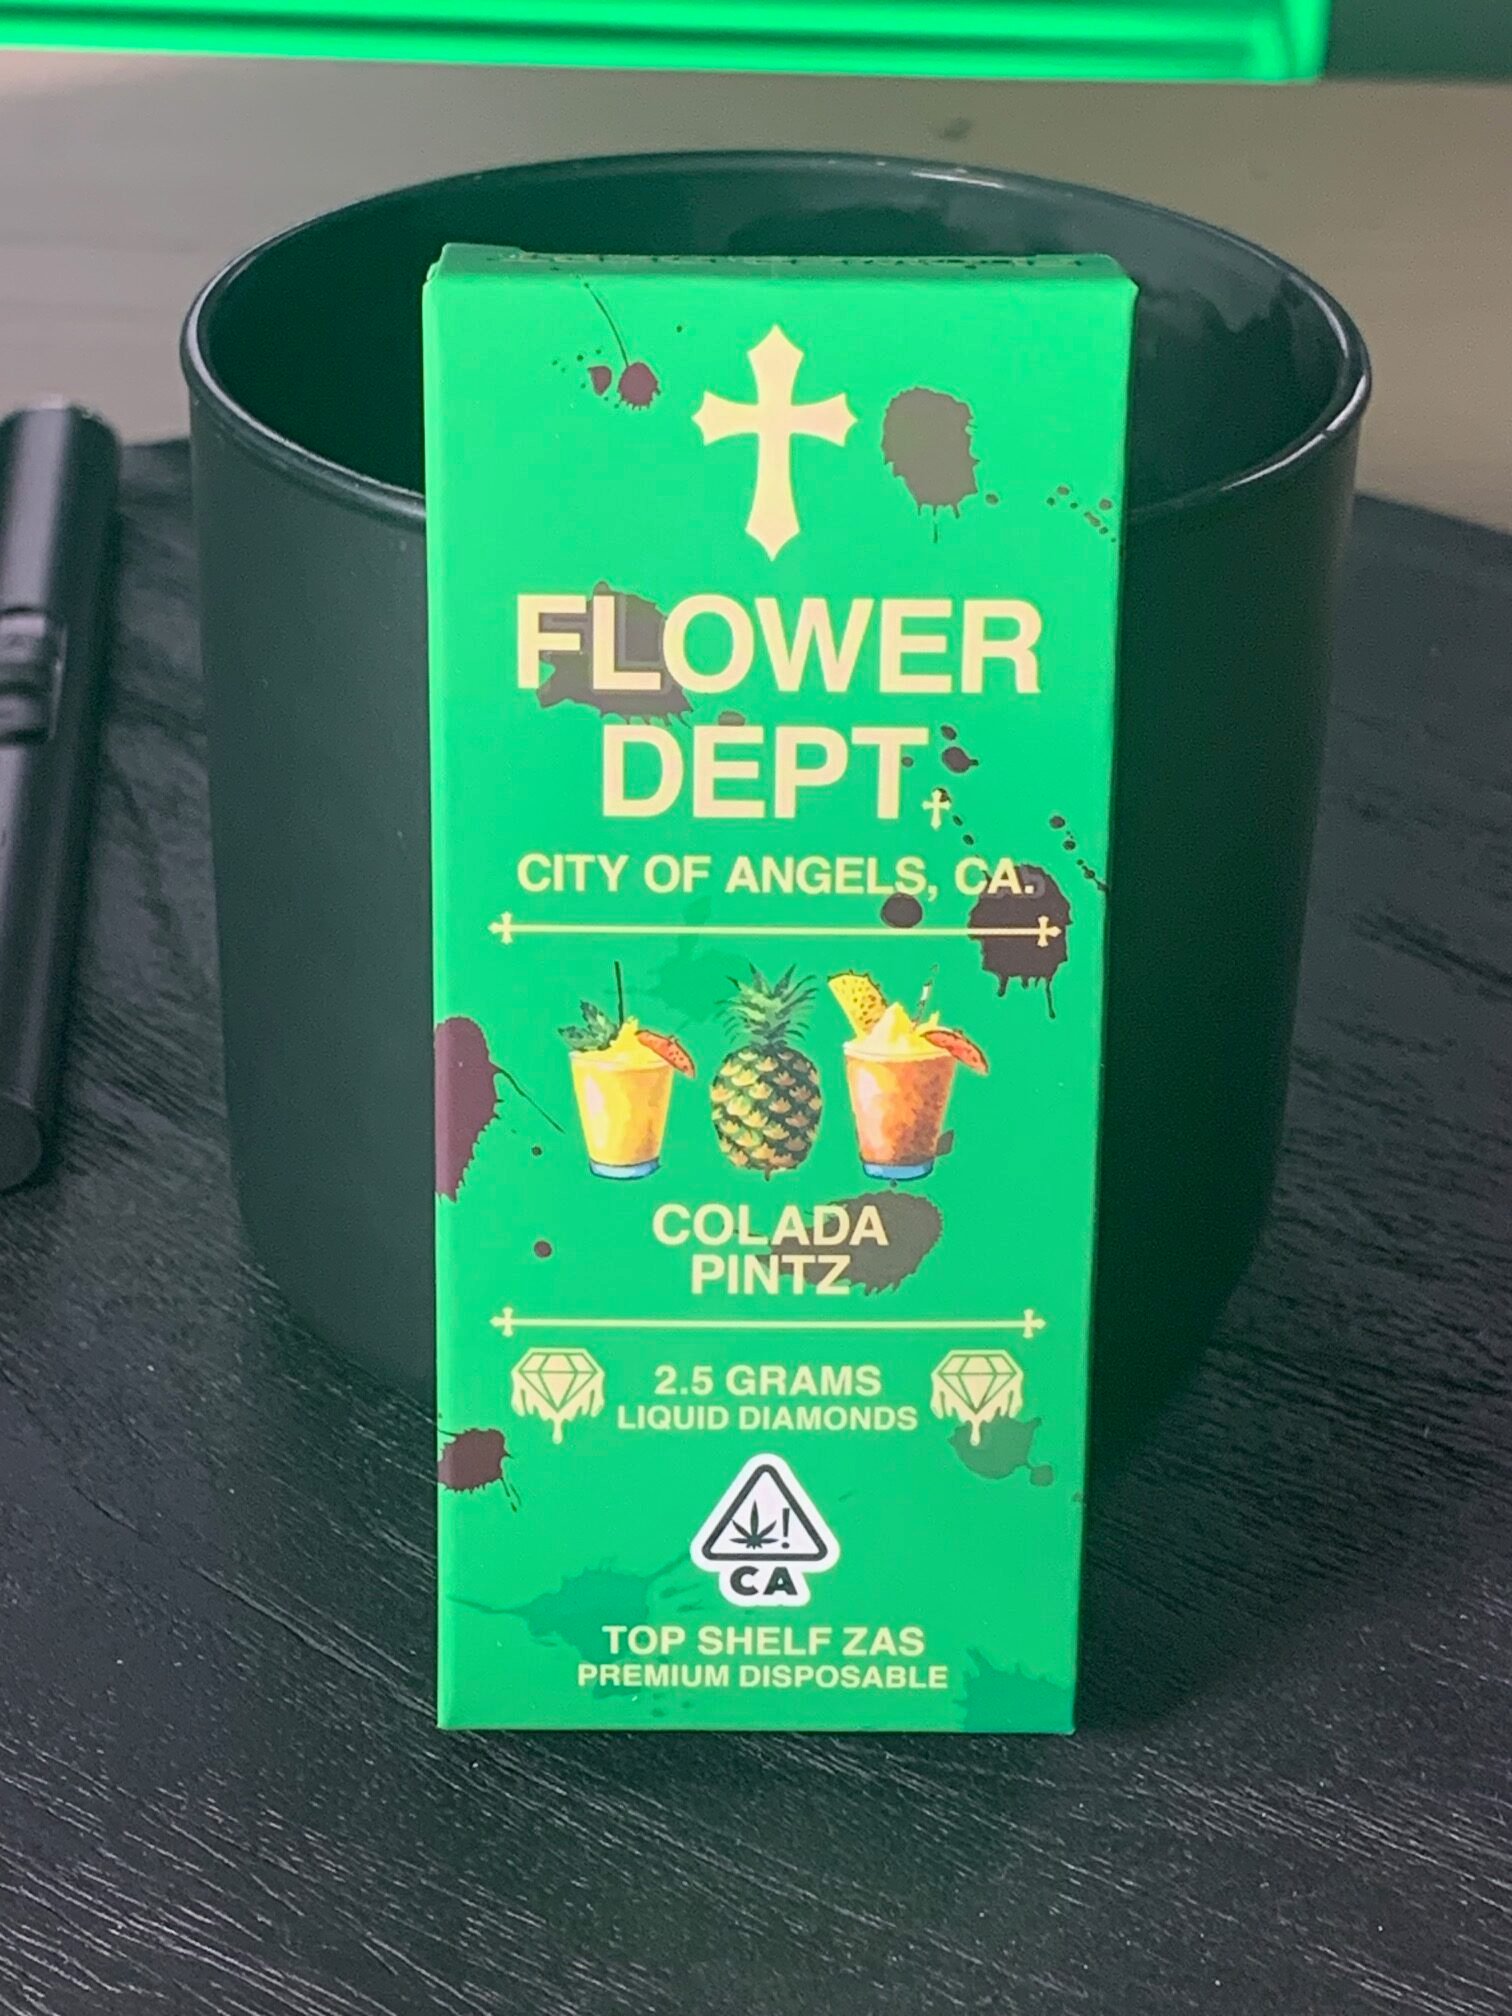 FLOWER
DEPT
CITY OF ANGELS, CA.
COLADA
PINTZ
2.5 GRAMS
LIQUID DIAMONDS
!
CA
TOP SHELF ZAS
PREMIUM DISPOSABLE